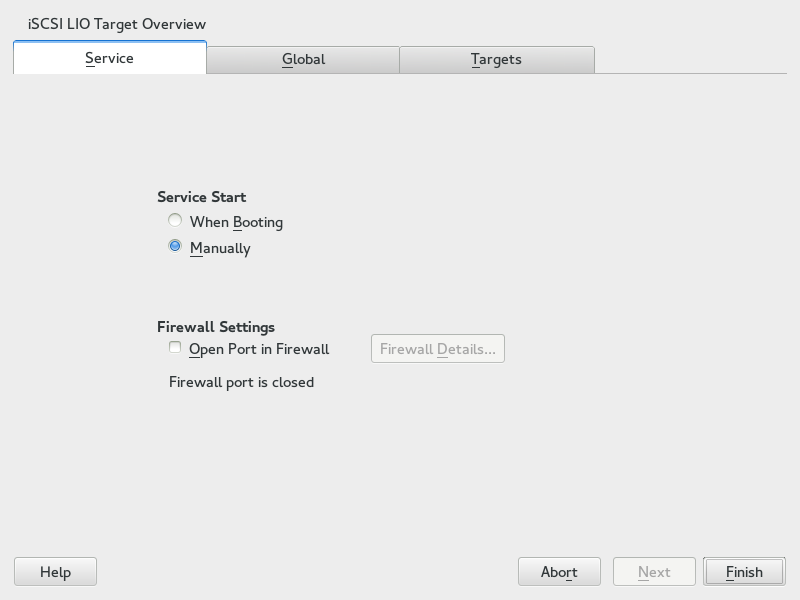 iSCSI LIO Target Overview
Service Global Targets
Service Start
When Booting
Manually
Firewall Settings
Open Port in Firewall Firewall Details...
Firewall port is closed
Help Abort Next Finish